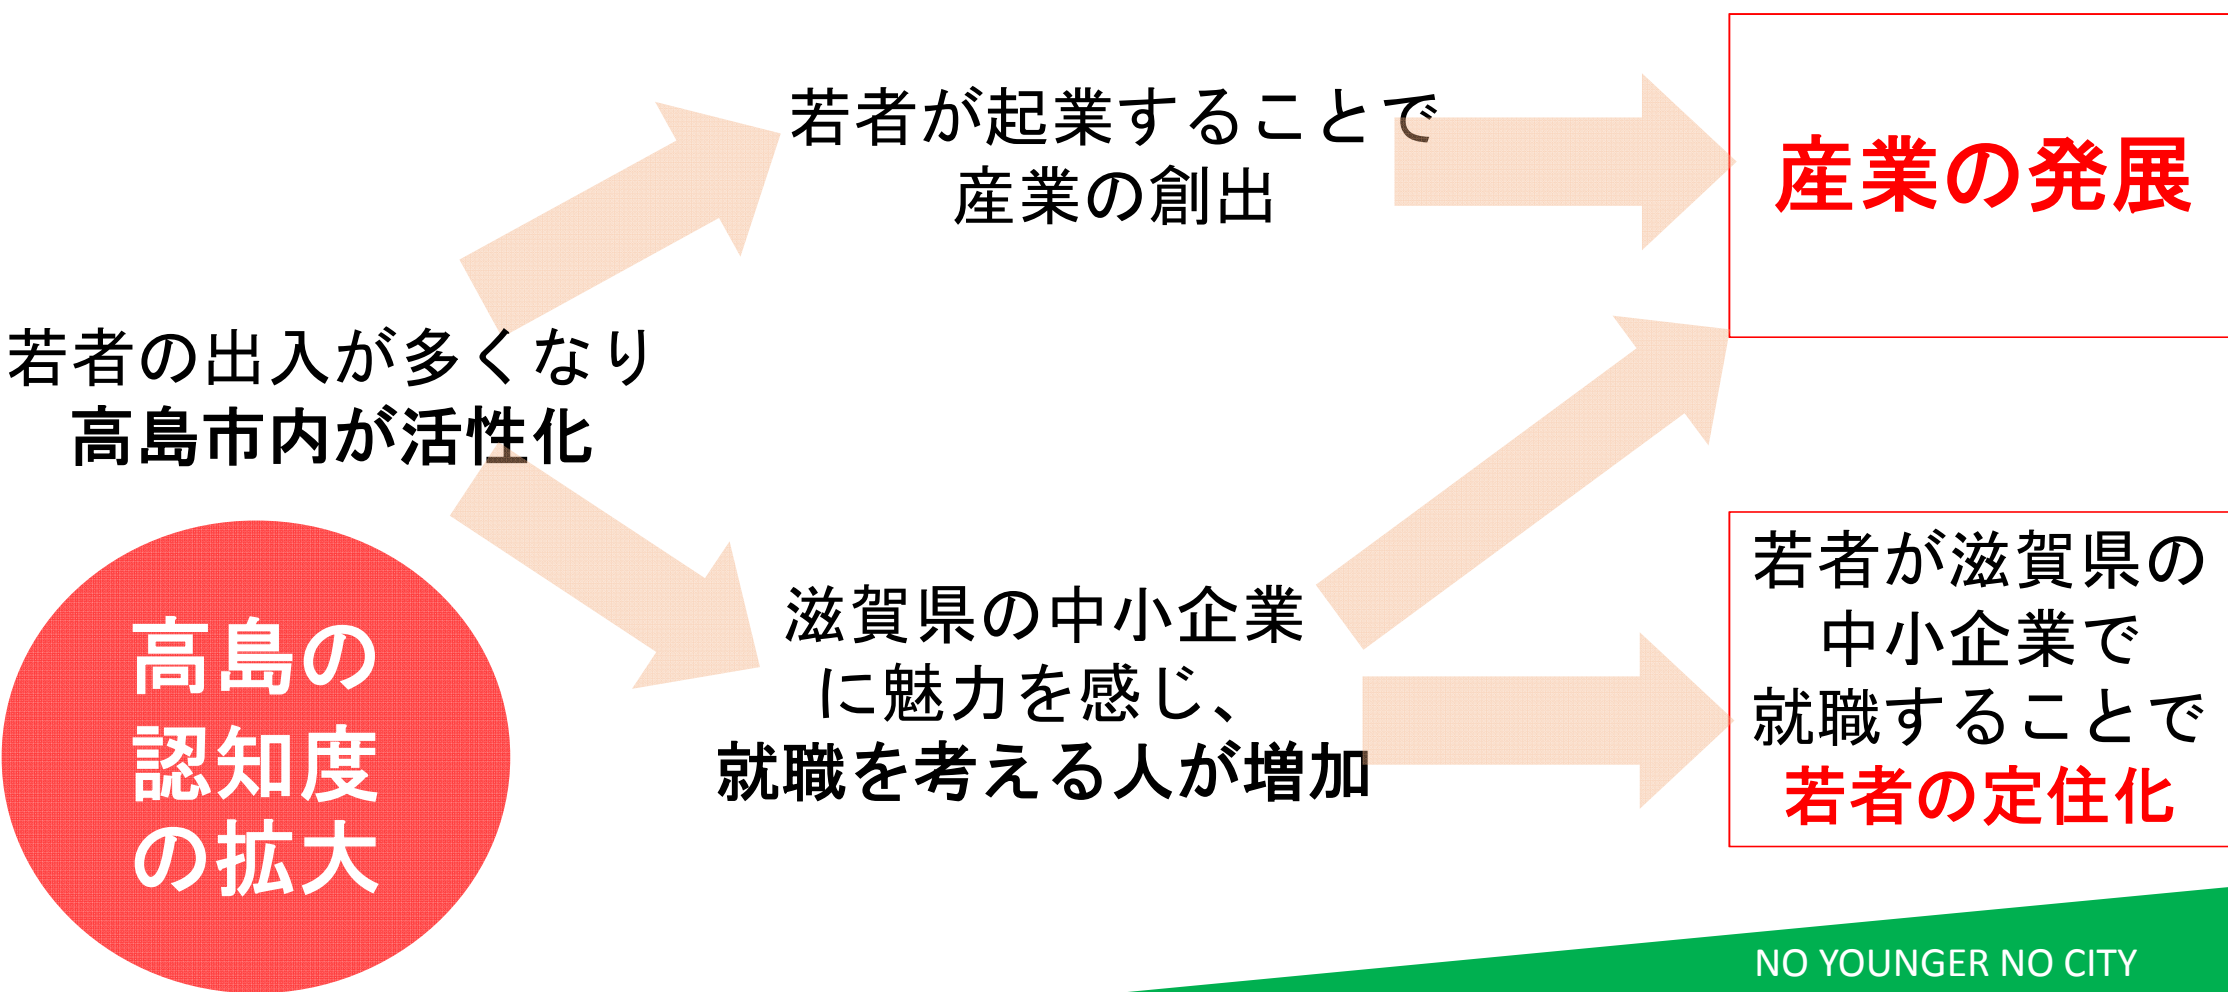 若者の出入が多くなり
高島市内が活性化
高島の
認知度
の拡大
若者が起業することで
産業の創出
滋賀県の中小企業
に魅力を感じ、
就職を考える人が増加
産業の発展
若者が滋賀県の
中小企業で
就職することで
若者の定住化
NO YOUNGER NO CITY